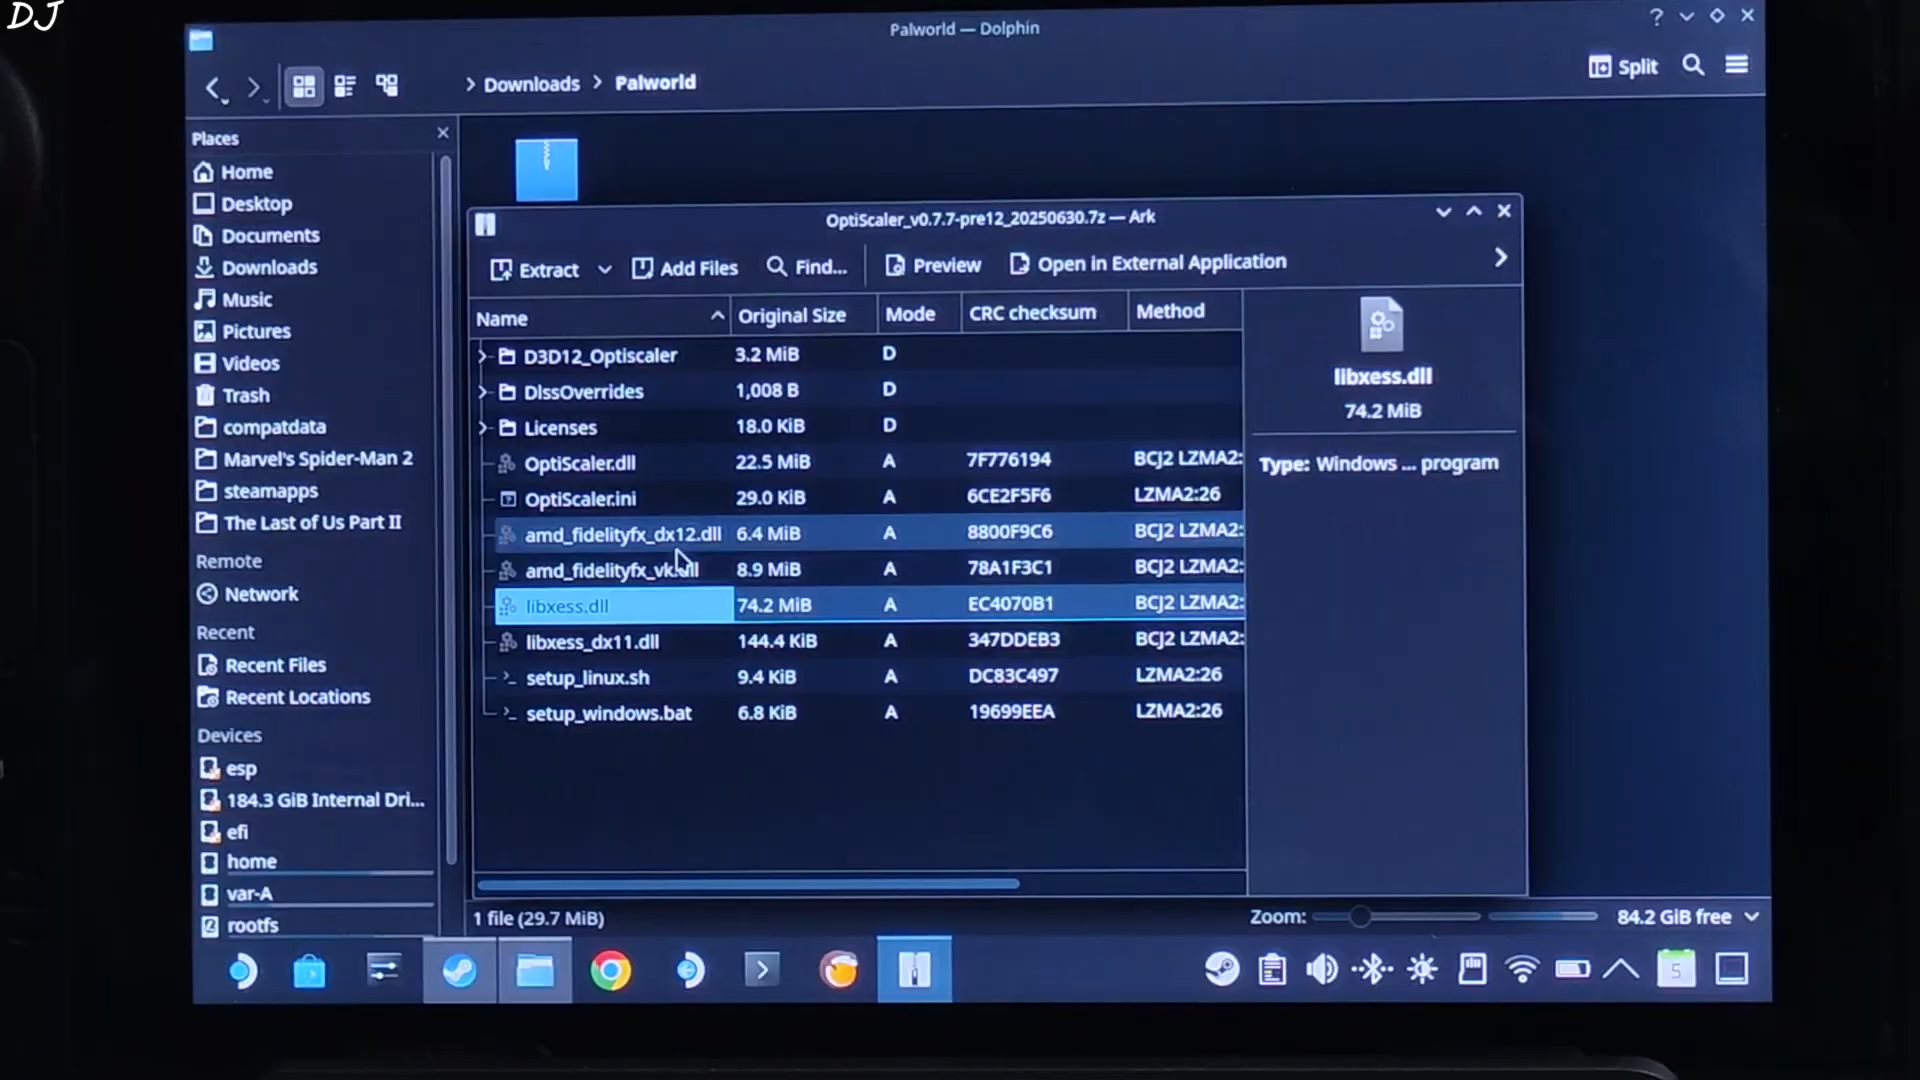 DJ
Palworld — Dolphin
?
Downloads
Palworld
Split
Places
Home
Desktop
Documents
Downloads
Music
Pictures
Videos
Trash
compatdata
Marvel's Spider-Man 2
steamapps
The Last of Us Part II
Remote
Network
Recent
Recent Files
Recent Locations
Devices
esp
184.3 GiB Internal Dri...
efi
home
var-A
rootfs
OptiScaler_v0.7.7-pre12_20250630.7z — Ark
Extract
Add Files
Find...
Preview
Open in External Application
Name Original Size Mode CRC checksum Method
D3D12_Optiscaler 3.2 MiB D
DlssOverrides 1,008 B D
Licenses 18.0 KiB D
OptiScaler.dll 22.5 MiB A 7F776194 BCJ2 LZMA2:
OptiScaler.ini 29.0 KiB A 6CE2F5F6 LZMA2:26
amd_fidelityfx_dx12.dll 6.4 MiB A 8800F9C6 BCJ2 LZMA2:
amd_fidelityfx_vk.dll 8.9 MiB A 78A1F3C1 BCJ2 LZMA2:
libxess.dll 74.2 MiB A EC4070B1 BCJ2 LZMA2:
libxess_dx11.dll 144.4 KiB A 347DDEB3 BCJ2 LZMA2:
setup_linux.sh 9.4 KiB A DC83C497 LZMA2:26
setup_windows.bat 6.8 KiB A 19699EEA LZMA2:26
libxess.dll
74.2 MiB
Type: Windows ... program
1 file (29.7 MiB)
Zoom:
84.2 GiB free
5